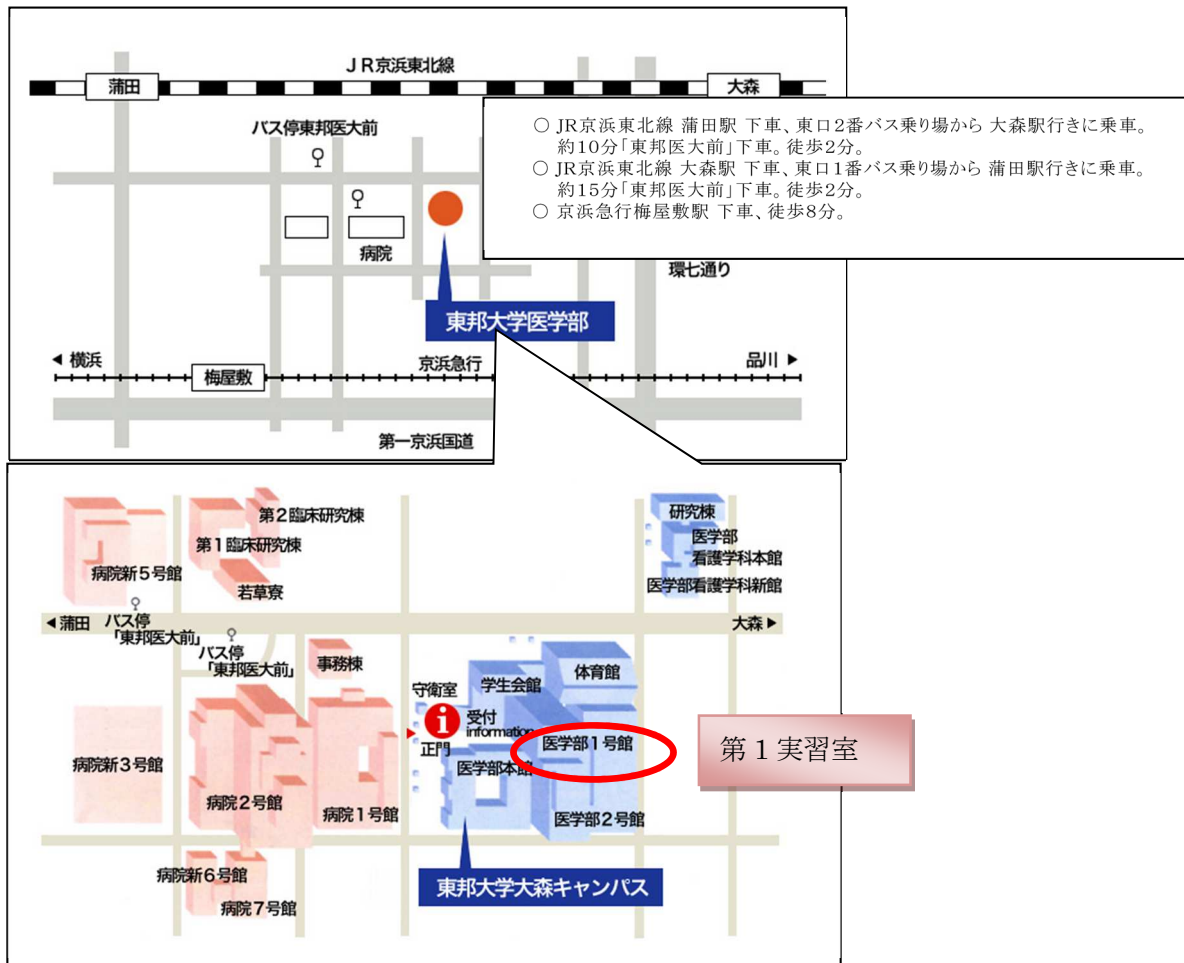 JR京浜東北線
蒲田
大森
バス停東邦医大前
○ JR京浜東北線 蒲田駅 下車、東口2番バス乗り場から 大森駅行きに乗車。
約10分「東邦医大前」下車。徒歩2分。
○ JR京浜東北線 大森駅 下車、東口1番バス乗り場から 蒲田駅行きに乗車。
約15分「東邦医大前」下車。徒歩2分。
○ 京浜急行梅屋敷駅 下車、徒歩8分。
病院
環七通り
東邦大学医学部
◀ 横浜
京浜急行
品川 ▶
梅屋敷
第一京浜国道
第2臨床研究棟
第1臨床研究棟
病院新5号館
若草寮
研究棟
医学部
看護学科本館
医学部看護学科新館
◀蒲田
バス停
「東邦医大前」
大森▶
バス停
「東邦医大前」
事務棟
学生会館
体育館
守衛室
i
受付
information
正門
医学部1号館
第1実習室
病院新3号館
医学部本館
病院2号館
病院1号館
医学部2号館
病院新6号館
病院7号館
東邦大学大森キャンパス